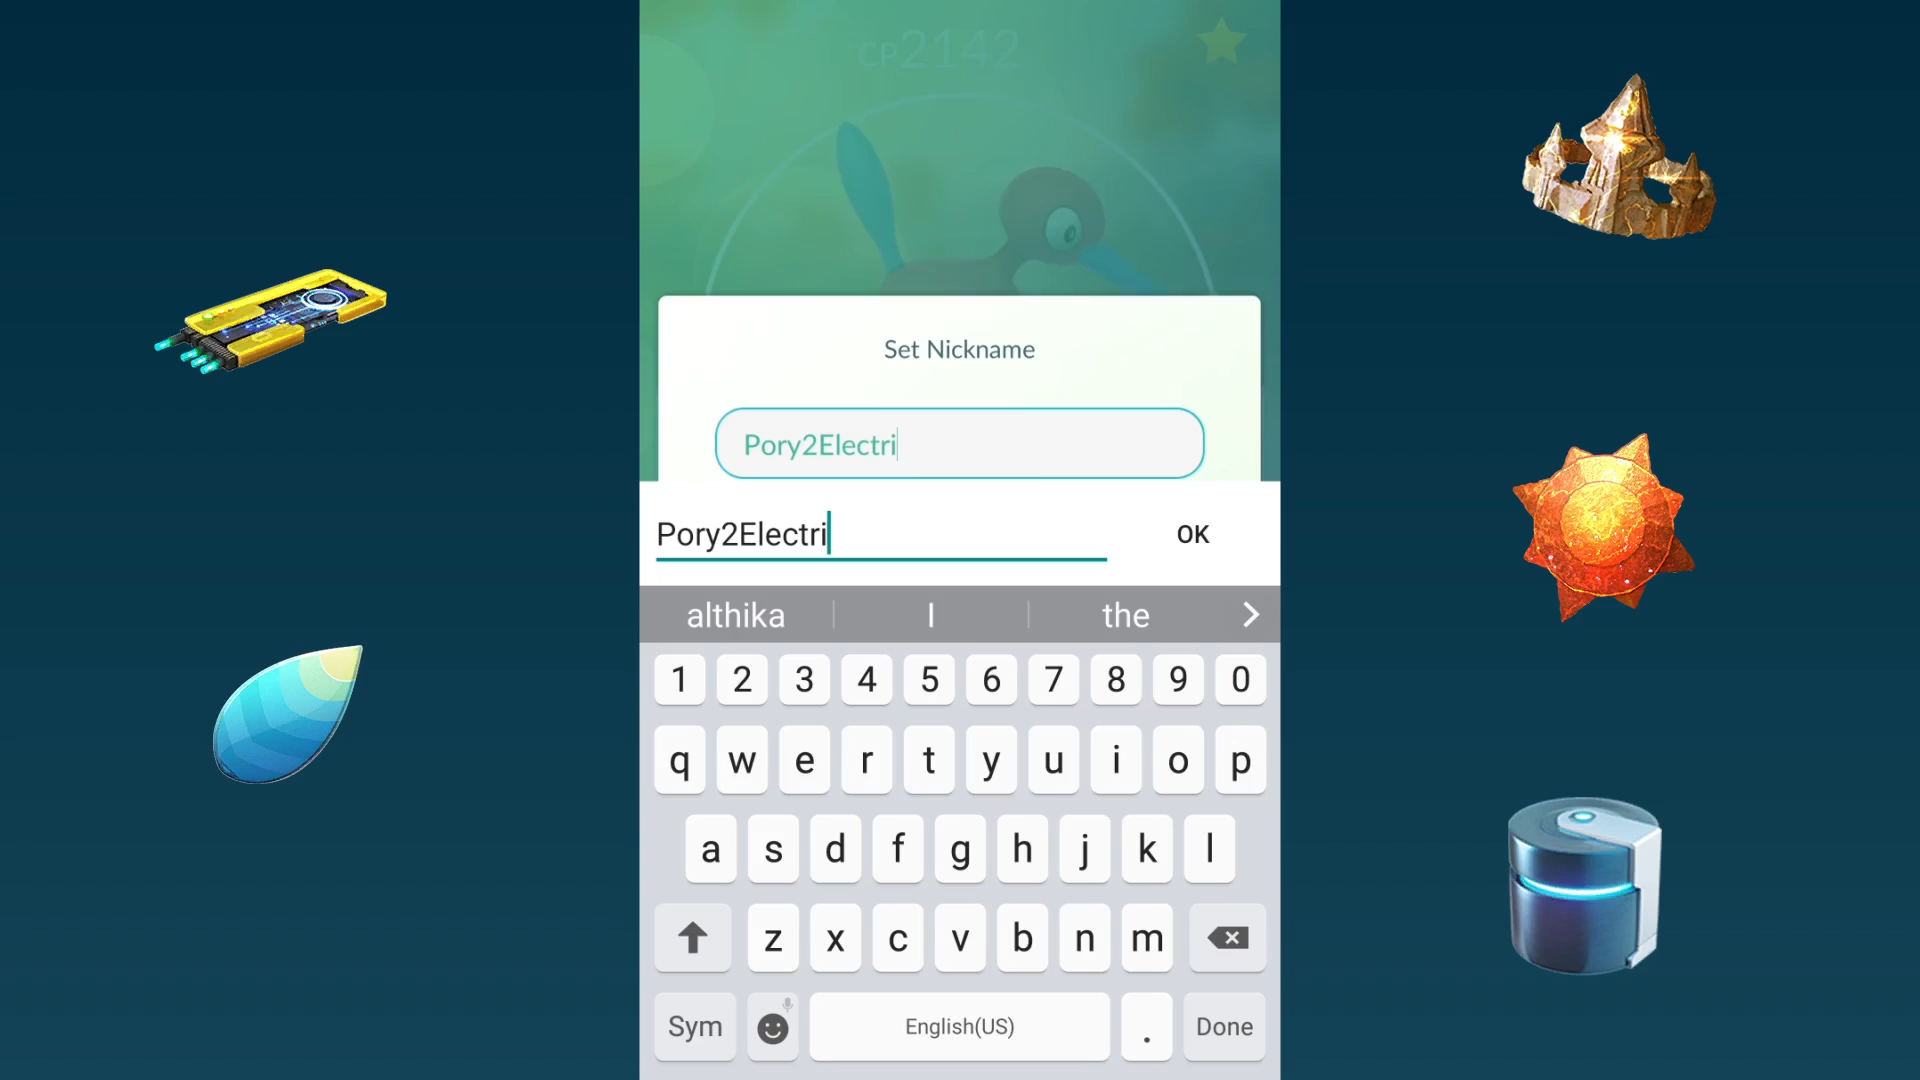 CP2142
Set Nickname
Pory2Electri
Pory2Electri OK
althika I the
1 2 3 4 5 6 7 8 9 0
q w e r t y u i o p
a s d f g h j k l
z x c v b n m
Sym English(US) . Done